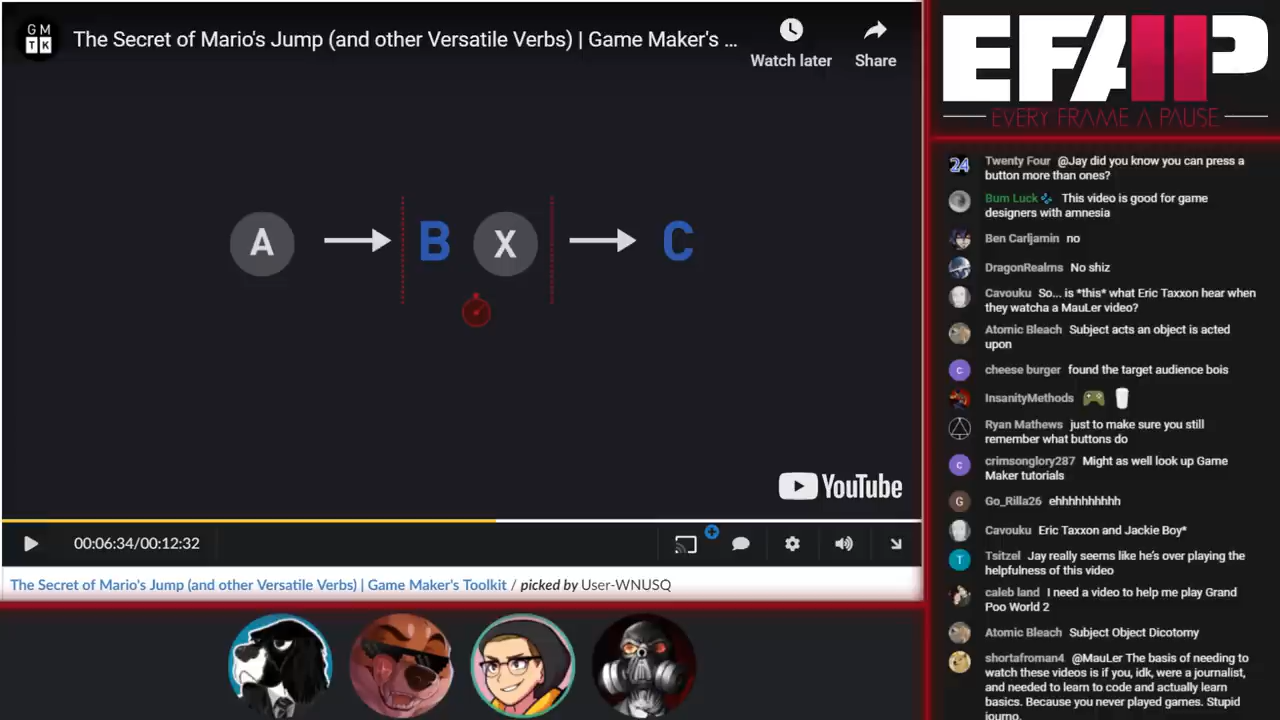 GM
TK
The Secret of Mario's Jump (and other Versatile Verbs) | Game Maker's ...
Watch later
Share
A
B
X
C
YouTube
00:06:34/00:12:32
The Secret of Mario's Jump (and other Versatile Verbs) | Game Maker's Toolkit / picked by User-WNUSQ
EFAP
EVERY FRAME A PAUSE
24
Twenty Four @Jay did you know you can press a
button more than ones?
Bum Luck This video is good for game
designers with amnesia
Ben Carljamin no
DragonRealms No shiz
Cavouku So... is *this* what Eric Taxxon hear when
they watcha a MauLer video?
Atomic Bleach Subject acts an object is acted
upon
c
cheese burger found the target audience bois
InsanityMethods
Ryan Mathews just to make sure you still
remember what buttons do
c
crimsonglory287 Might as well look up Game
Maker tutorials
G
Go_Rilla26 ehhhhhhhhhh
Cavouku Eric Taxxon and Jackie Boy*
T
Tsitzel Jay really seems like he's over playing the
helpfulness of this video
caleb land I need a video to help me play Grand
Poo World 2
Atomic Bleach Subject Object Dicotomy
shortafroman4 @MauLer The basis of needing to
watch these videos is if you, idk, were a journalist,
and needed to learn to code and actually learn
basics. Because you never played games. Stupid
journo.